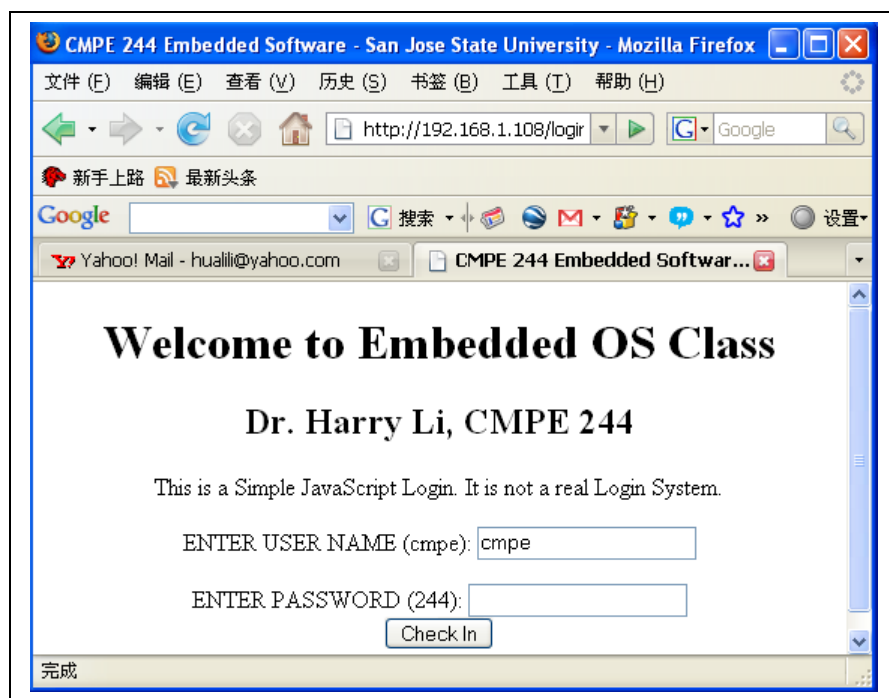 CMPE 244 Embedded Software - San Jose State University - Mozilla Firefox
文件 (F) 编辑 (E) 查看 (V) 历史 (S) 书签 (B) 工具 (T) 帮助 (H)
http://192.168.1.108/login G Google
新手上路 最新头条
Google G 搜索 » 设置
Yahoo! Mail - hualili@yahoo.com CMPE 244 Embedded Softwar...
Welcome to Embedded OS Class
Dr. Harry Li, CMPE 244
This is a Simple JavaScript Login. It is not a real Login System.
ENTER USER NAME (cmpe): cmpe
ENTER PASSWORD (244):
Check In
完成